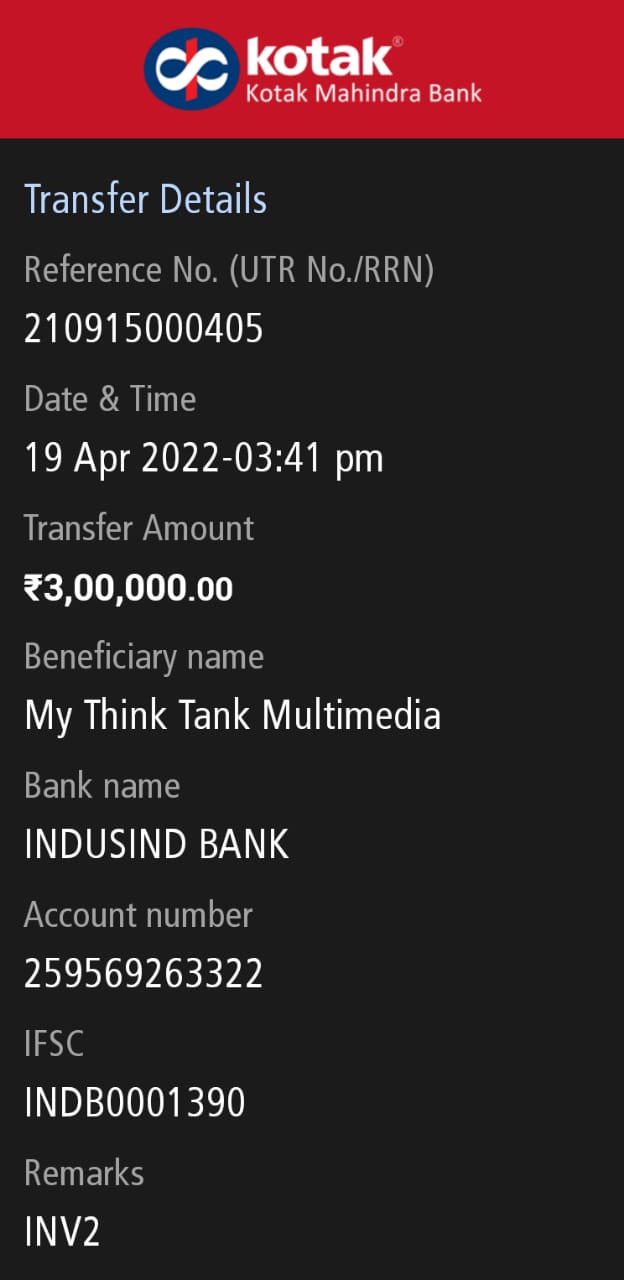 kotak®
Kotak Mahindra Bank
Transfer Details
Reference No. (UTR No./RRN)
210915000405
Date & Time
19 Apr 2022-03:41 pm
Transfer Amount
₹3,00,000.00
Beneficiary name
My Think Tank Multimedia
Bank name
INDUSIND BANK
Account number
259569263322
IFSC
INDB0001390
Remarks
INV2